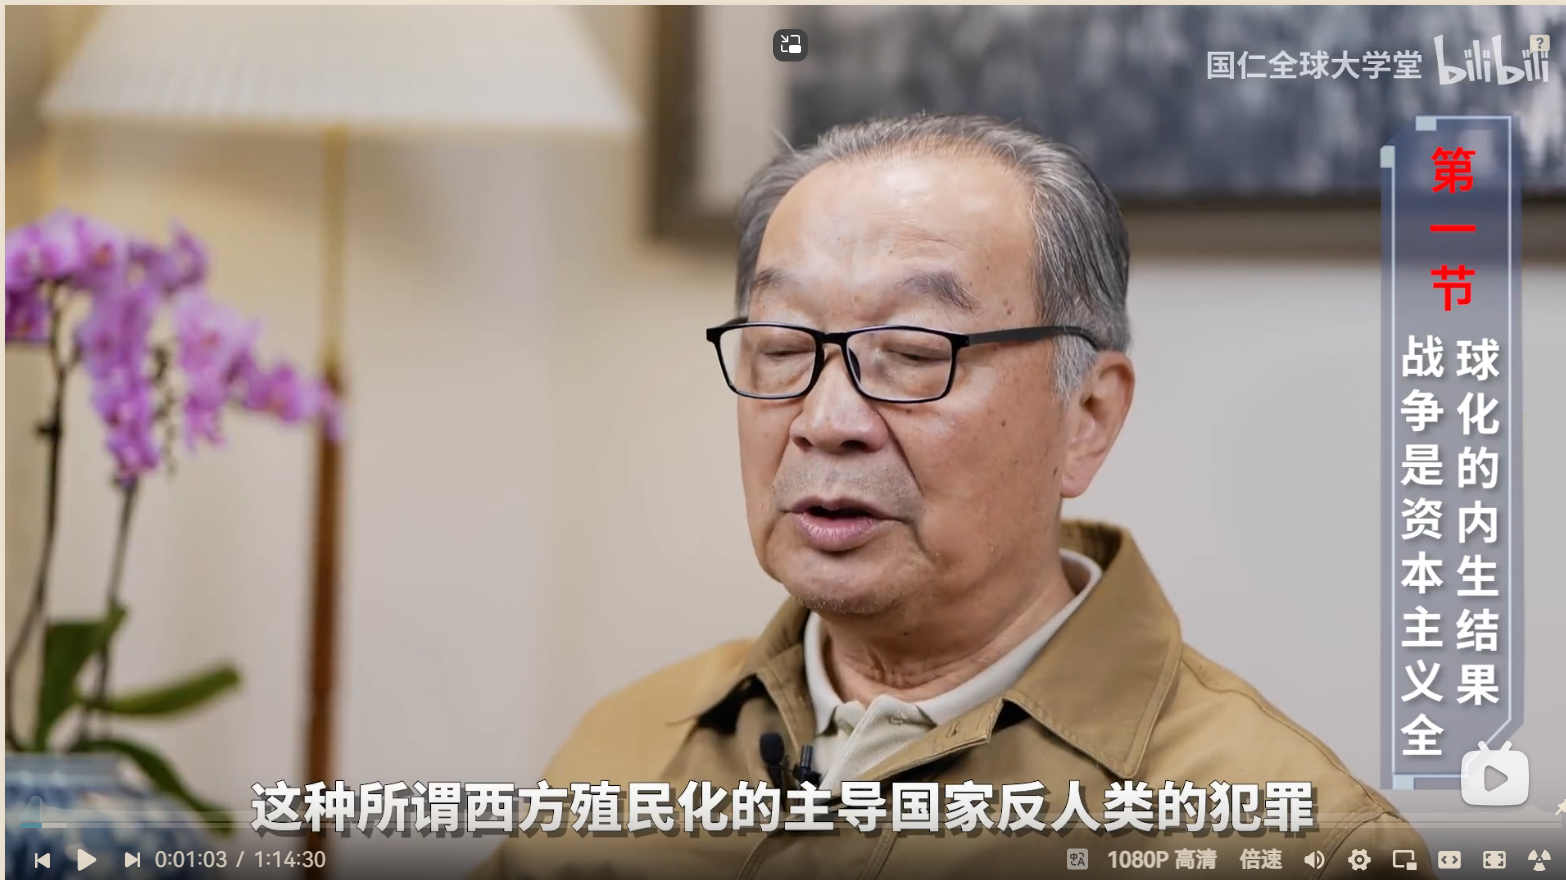 国仁全球大学堂 bilibili
?
第一节
战争是资本主义全
球化的内生结果
这种所谓西方殖民化的主导国家反人类的犯罪
0:01:03 / 1:14:30
1080P 高清 倍速